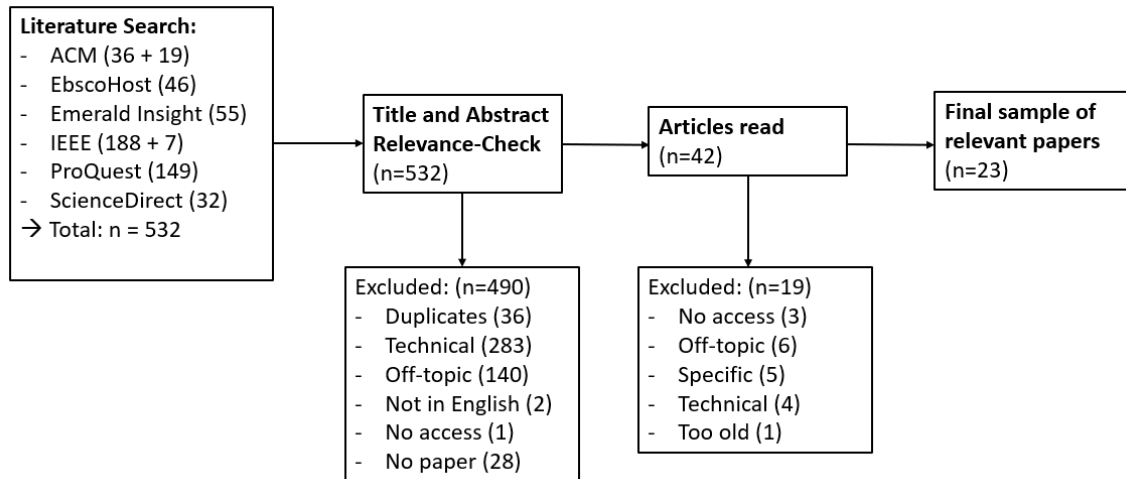 Literature Search:
- ACM (36 + 19)
- EbscoHost (46)
- Emerald Insight (55)
- IEEE (188 + 7)
- ProQuest (149)
- ScienceDirect (32)
→ Total: n = 532
Title and Abstract
Relevance-Check
(n=532)
Articles read
(n=42)
Final sample of
relevant papers
(n=23)
Excluded: (n=490)
- Duplicates (36)
- Technical (283)
- Off-topic (140)
- Not in English (2)
- No access (1)
- No paper (28)
Excluded: (n=19)
- No access (3)
- Off-topic (6)
- Specific (5)
- Technical (4)
- Too old (1)